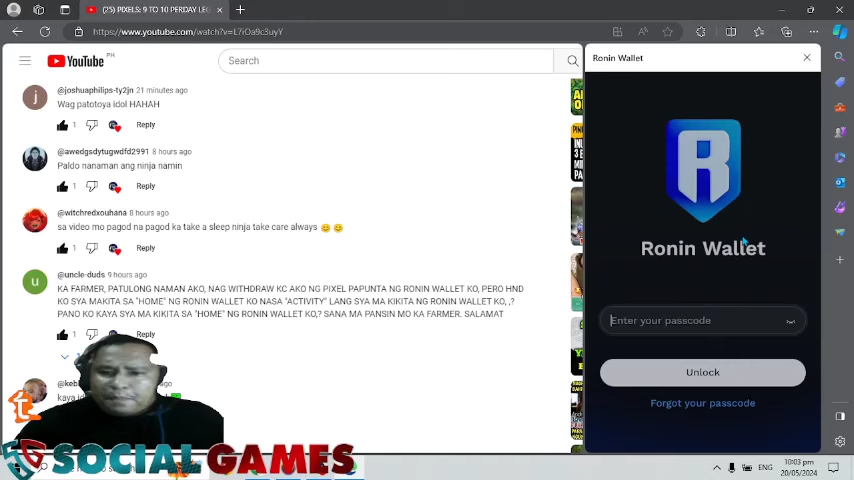 (25) PIXELS: 9 TO 10 PERDAY LE
https://www.youtube.com/watch?v=L7iOa9c3uyY
YouTube PH
Search
@joshuaphilips-ty2jn 21 minutes ago
Wag patotoya idol HAHAH
1 Reply
@awedgsdytugwdfd2991 8 hours ago
Paldo nanaman ang ninja namin
1 Reply
@witchredxouhana 8 hours ago
sa video mo pagod na pagod ka take a sleep ninja take care always
1 Reply
@uncle-duds 9 hours ago
KA FARMER, PATULONG NAMAN AKO, NAG WITHDRAW KC AKO NG PIXEL PAPUNTA NG RONIN WALLET KO, PERO HND
KO SYA MAKITA SA "HOME" NG RONIN WALLET KO NASA "ACTIVITY" LANG SYA MA KIKITA NG RONIN WALLET KO, ,?
PANO KO KAYA SYA MA KIKITA SA "HOME" NG RONIN WALLET KO,? SANA MA PANSIN MO KA FARMER. SALAMAT
1 Reply
ago
Ronin Wallet
Ronin Wallet
Enter your passcode
Unlock
Forgot your passcode
SOCIAL GAMES
ENG
10:03 pm
20/05/2024